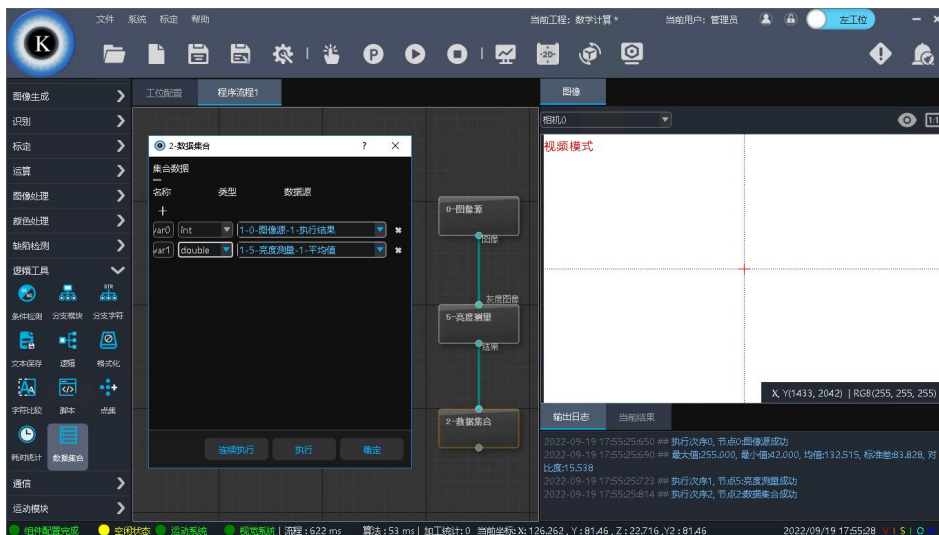 文件 系统 标定 帮助
当前工程: 数学计算 *
当前用户: 管理员
左工位
K
P
-2D-
图像生成
识别
标定
运算
图像处理
颜色处理
缺陷检测
逻辑工具
条件检测 分支模块 分支字符
文本保存 逻辑 格式化
字符比较 脚本 点集
耗时统计 数据集合
通信
运动模块
工位配置 程序流程1
2-数据集合 ? ×
集合数据
名称 类型 数据源
+
var0 int 1-0-图像源-1-执行结果
var1 double 1-5-亮度测量-1-平均值
连续执行 执行 确定
0-图像源
图像
灰度图像
5-亮度测量
结果
2-数据集合
图像
相机0
1:1
视频模式
X, Y(1433, 2042) | RGB(255, 255, 255)
输出日志 当前结果
2022-09-19 17:55:25:650 ## 执行次序0, 节点0:图像源成功
2022-09-19 17:55:25:690 ## 最大值:255.000, 最小值:42.000, 均值:132.515, 标准差:83.828, 对
比度:15.538
2022-09-19 17:55:25:723 ## 执行次序1, 节点5:亮度测量成功
2022-09-19 17:55:25:814 ## 执行次序2, 节点2:数据集合成功
组件配置完成 空闲状态 运动系统 视觉系统 | 流程 : 622 ms 算法 : 53 ms | 加工统计: 0 当前坐标: X: 126.262 , Y : 81.46 , Z : 22.716 ,Y2 : 81.46 2022/09/19 17:55:28 V I S I O